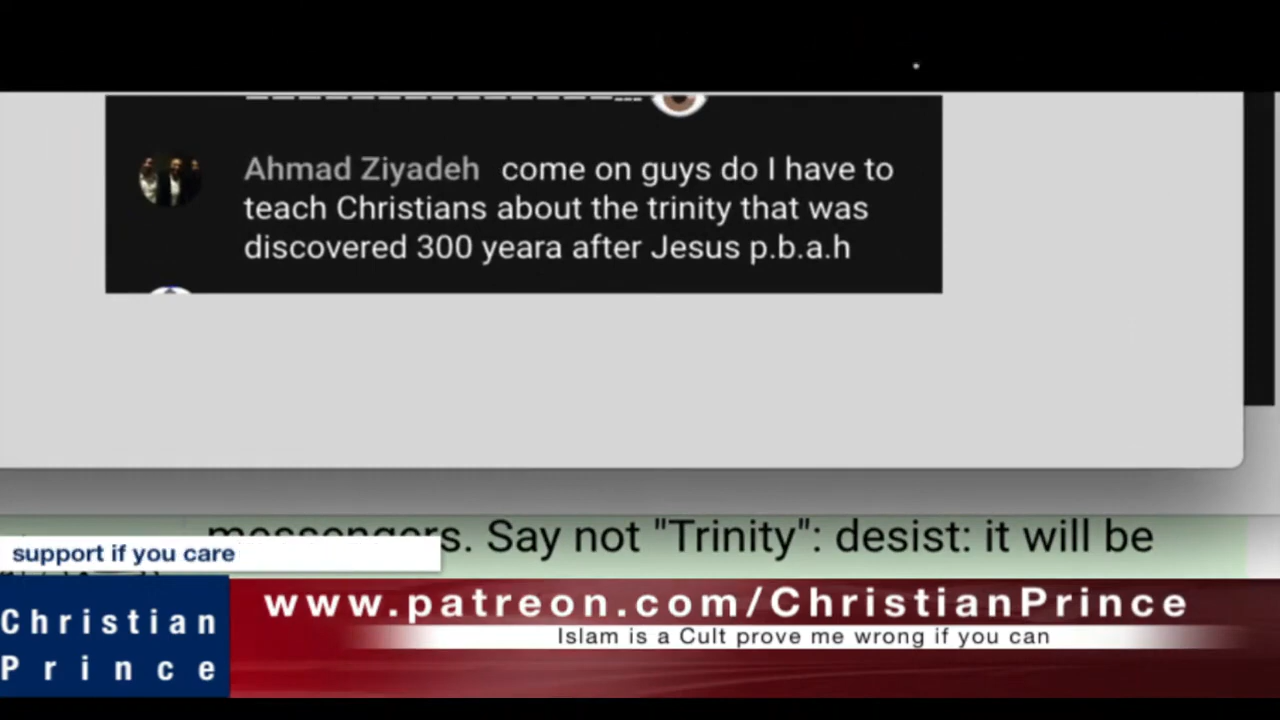 Ahmad Ziyadeh come on guys do I have to
teach Christians about the trinity that was
discovered 300 yeara after Jesus p.b.a.h
messengers. Say not "Trinity": desist: it will be
support if you care
Christian
Prince
www.patreon.com/ChristianPrince
Islam is a Cult prove me wrong if you can